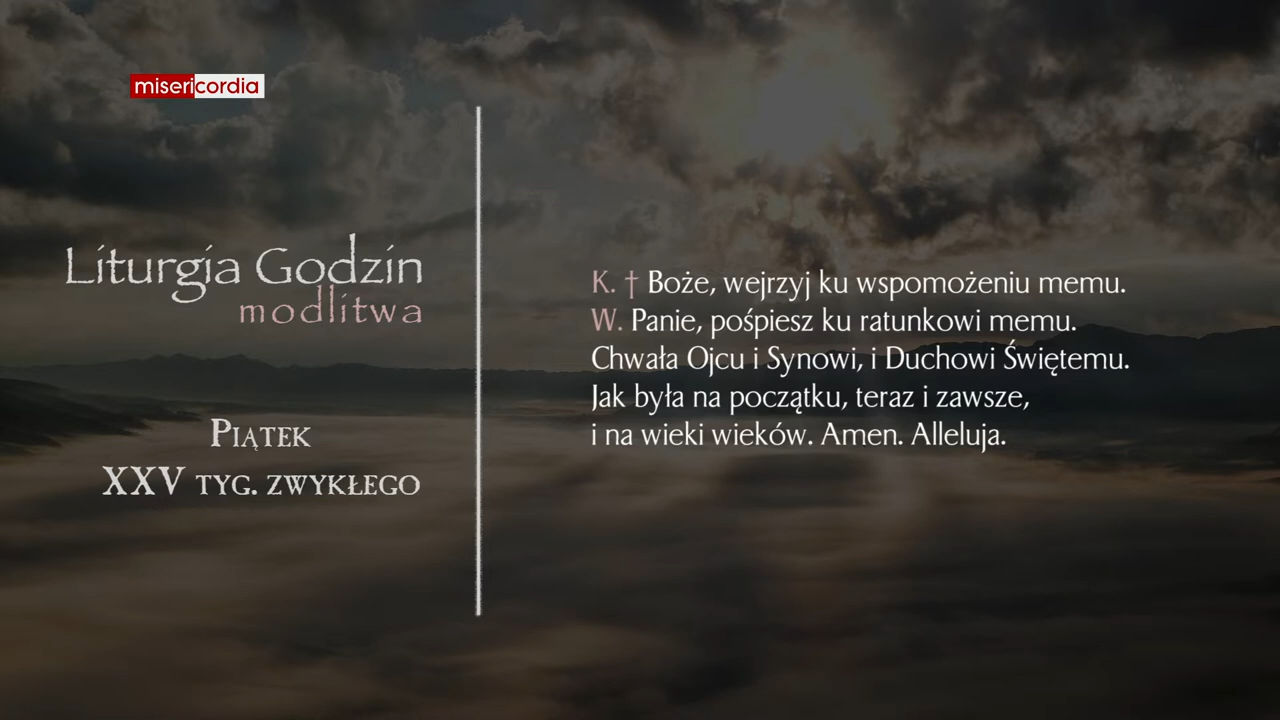 misericordia
Liturgia Godzin
modlitwa
Piątek
XXV tyg. zwykłego
K. † Boże, wejrzyj ku wspomożeniu memu.
W. Panie, pośpiesz ku ratunkowi memu.
Chwała Ojcu i Synowi, i Duchowi Świętemu.
Jak była na początku, teraz i zawsze,
i na wieki wieków. Amen. Alleluja.